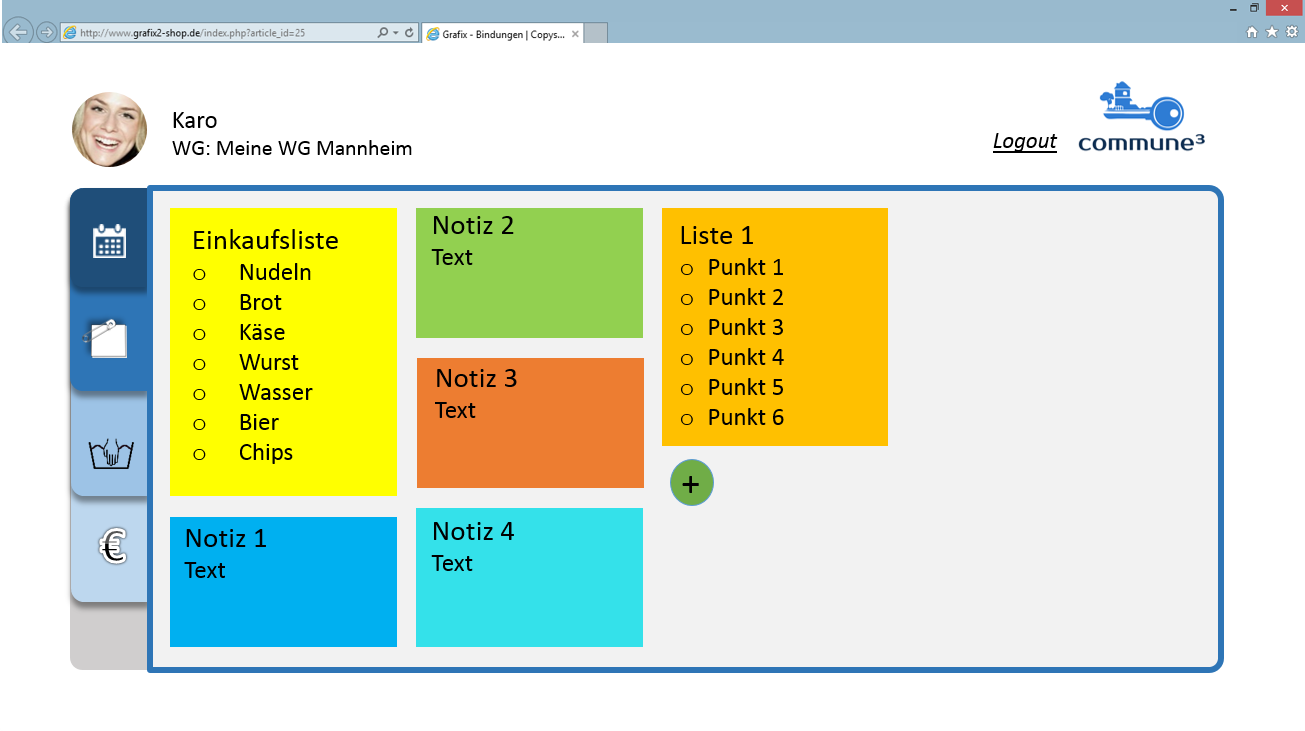 http://www.grafix2-shop.de/index.php?article_id=25
Grafix - Bindungen | Copys...
Karo
WG: Meine WG Mannheim
Logout
commune³
Einkaufsliste
o Nudeln
o Brot
o Käse
o Wurst
o Wasser
o Bier
o Chips
Notiz 1
Text
Notiz 2
Text
Notiz 3
Text
Notiz 4
Text
Liste 1
o Punkt 1
o Punkt 2
o Punkt 3
o Punkt 4
o Punkt 5
o Punkt 6
+
€